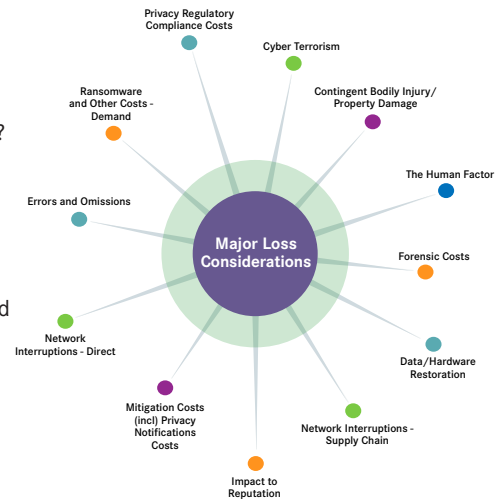 Privacy Regulatory
Compliance Costs
Cyber Terrorism
Ransomware
and Other Costs -
Demand
Contingent Bodily Injury/
Property Damage
?
The Human Factor
Errors and Omissions
Major Loss
Considerations
Forensic Costs
d
Network
Interruptions - Direct
Data/Hardware
Restoration
Mitigation Costs
(incl) Privacy
Notifications
Costs
Network Interruptions -
Supply Chain
Impact to
Reputation